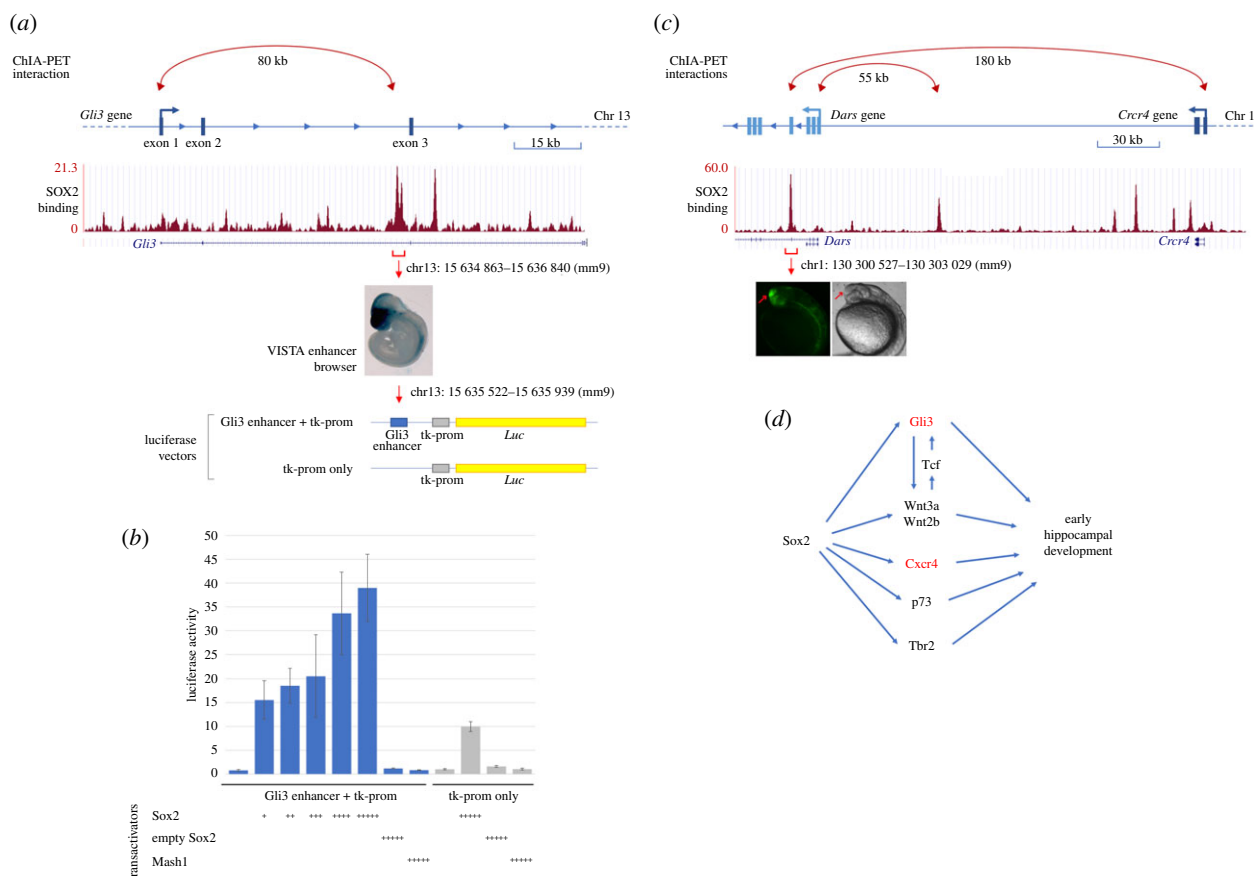 (a)
ChIA-PET
interaction
80 kb
Gli3 gene
Chr 13
exon 1 exon 2
exon 3
15 kb
21.3
SOX2
binding
0
Gli3
chr13: 15 634 863–15 636 840 (mm9)
VISTA enhancer
browser
chr13: 15 635 522–15 635 939 (mm9)
luciferase
vectors
Gli3 enhancer + tk-prom
Gli3
enhancer
tk-prom
Luc
tk-prom only
tk-prom
Luc
(b)
luciferase activity
50
45
40
35
30
25
20
15
10
5
0
Gli3 enhancer + tk-prom
tk-prom only
ransactivators
Sox2
+ ++ +++ ++++ +++++ +++++
empty Sox2
+++++ +++++
Mash1
+++++ +++++
(c)
ChIA-PET
interactions
180 kb
55 kb
Dars gene
Crcr4 gene
Chr 1
30 kb
60.0
SOX2
binding
0
Dars
Crcr4
chr1: 130 300 527–130 303 029 (mm9)
(d)
Gli3
Tcf
Wnt3a
Wnt2b
Sox2
Cxcr4
p73
Tbr2
early
hippocampal
development